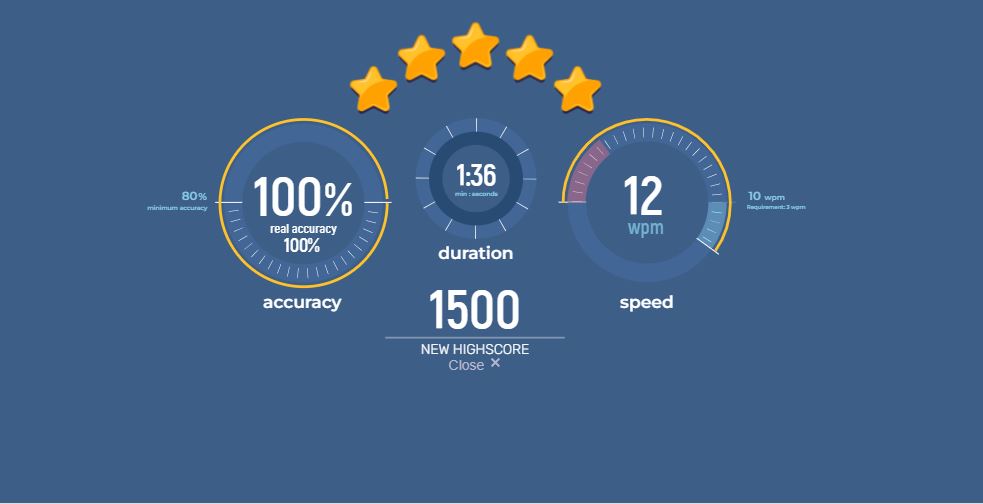 80%
minimum accuracy
100%
real accuracy
100%
accuracy
1:36
min : seconds
duration
12
wpm
speed
10 wpm
Requirement: 3 wpm
1500
NEW HIGHSCORE
Close ×